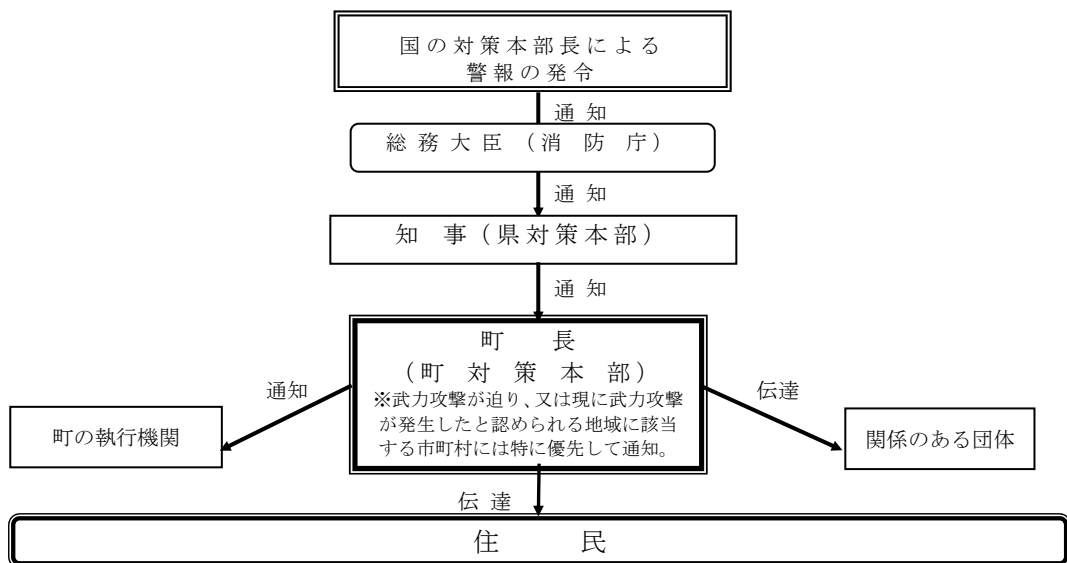 国の対策本部長による
警報の発令
通知
総務大臣（消防庁）
通知
知　事（県対策本部）
通知
町　　長
（町対策本部）
※武力攻撃が迫り、又は現に武力攻撃
が発生したと認められる地域に該当
する市町村には特に優先して通知。
通知
伝達
町の執行機関
関係のある団体
伝達
住　　　民